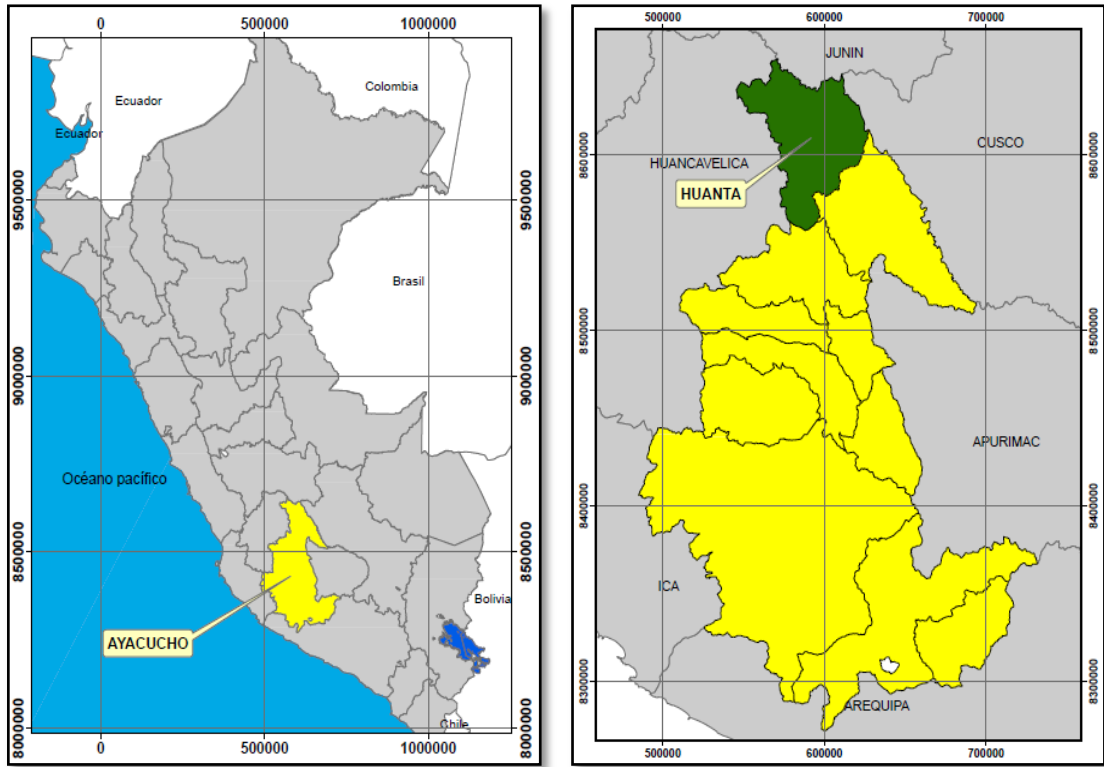 0 500000 1000000
Colombia
Ecuador
Ecuador
9500000 9500000
Brasil
9000000 9000000
Océano pacífico
8500000 8500000
Bolivia
AYACUCHO
Chile
8000000 8000000
0 500000 1000000
500000 600000 700000
JUNIN
CUSCO
8600000 8600000
HUANCAVELICA
HUANTA
8500000 8500000
APURIMAC
8400000 8400000
ICA
8300000 8300000
AREQUIPA
500000 600000 700000